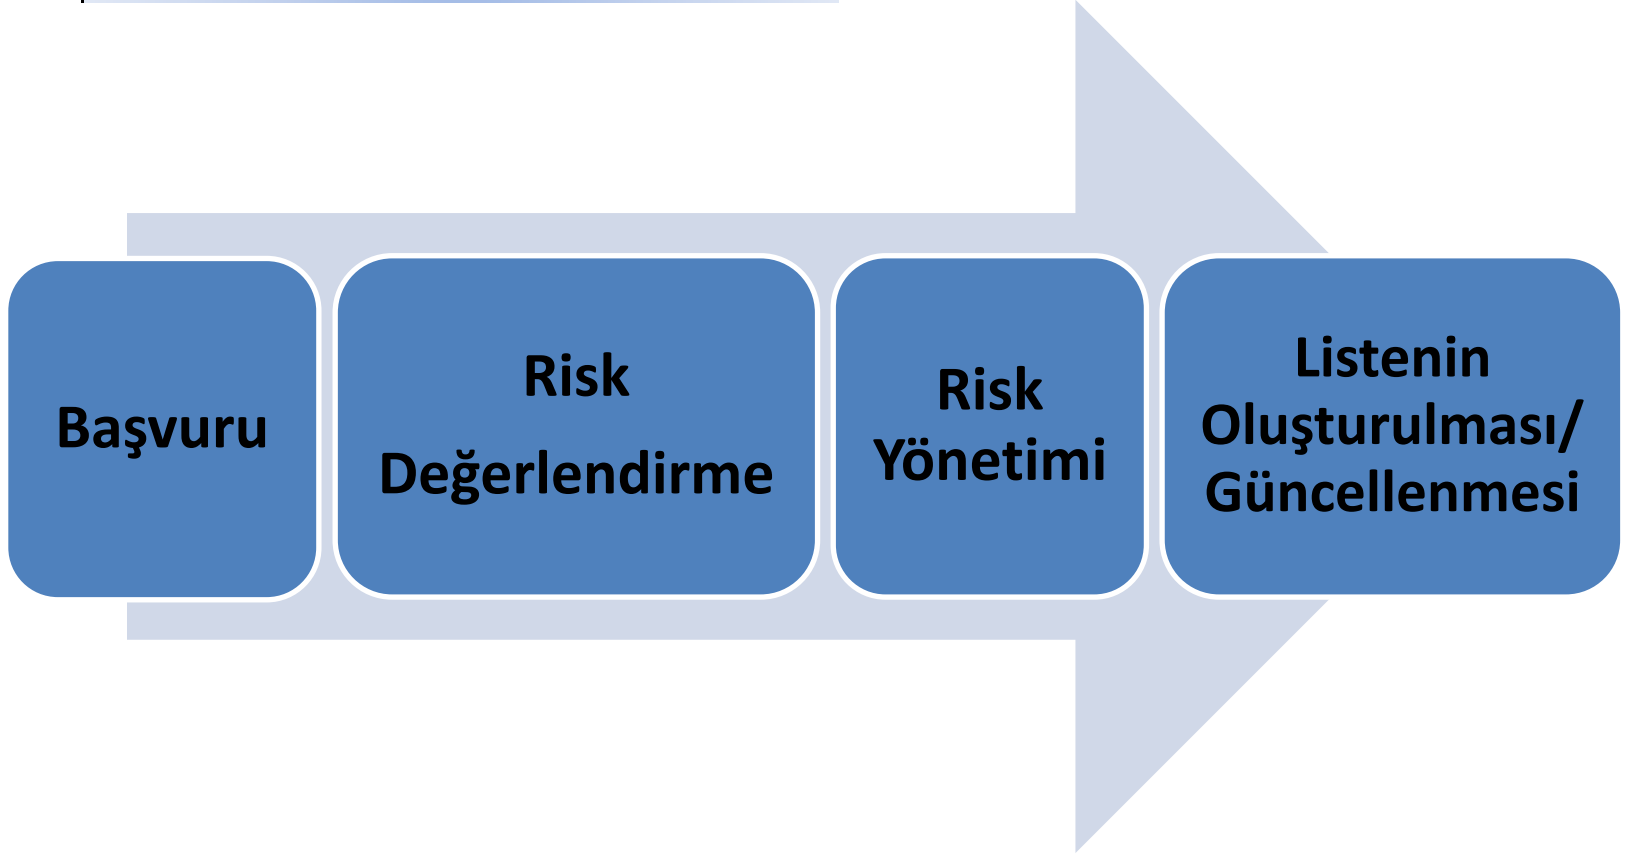 Başvuru
Risk
Değerlendirme
Risk
Yönetimi
Listenin
Oluşturulması/
Güncellenmesi